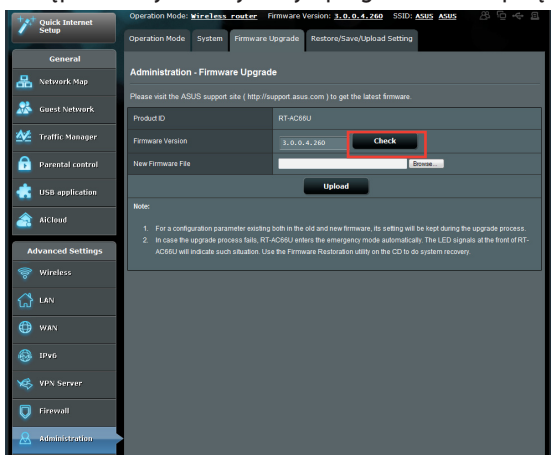 Quick Internet
Setup
Operation Mode: Wireless router Firmware Version: 3.0.0.4.260 SSID: ASUS ASUS
Operation Mode System Firmware Upgrade Restore/Save/Upload Setting
General
Network Map
Guest Network
Traffic Manager
Parental control
USB application
AiCloud
Advanced Settings
Wireless
LAN
WAN
IPv6
VPN Server
Firewall
Administration
Administration - Firmware Upgrade
Please visit the ASUS support site ( http://support.asus.com ) to get the latest firmware.
Product ID RT-AC66U
Firmware Version 3.0.0.4.260 Check
New Firmware File Browse...
Upload
Note:
1. For a configuration parameter existing both in the old and new firmware, its setting will be kept during the upgrade process.
2. In case the upgrade process fails, RT-AC66U enters the emergency mode automatically. The LED signals at the front of RT-
AC66U will indicate such situation. Use the Firmware Restoration utility on the CD to do system recovery.